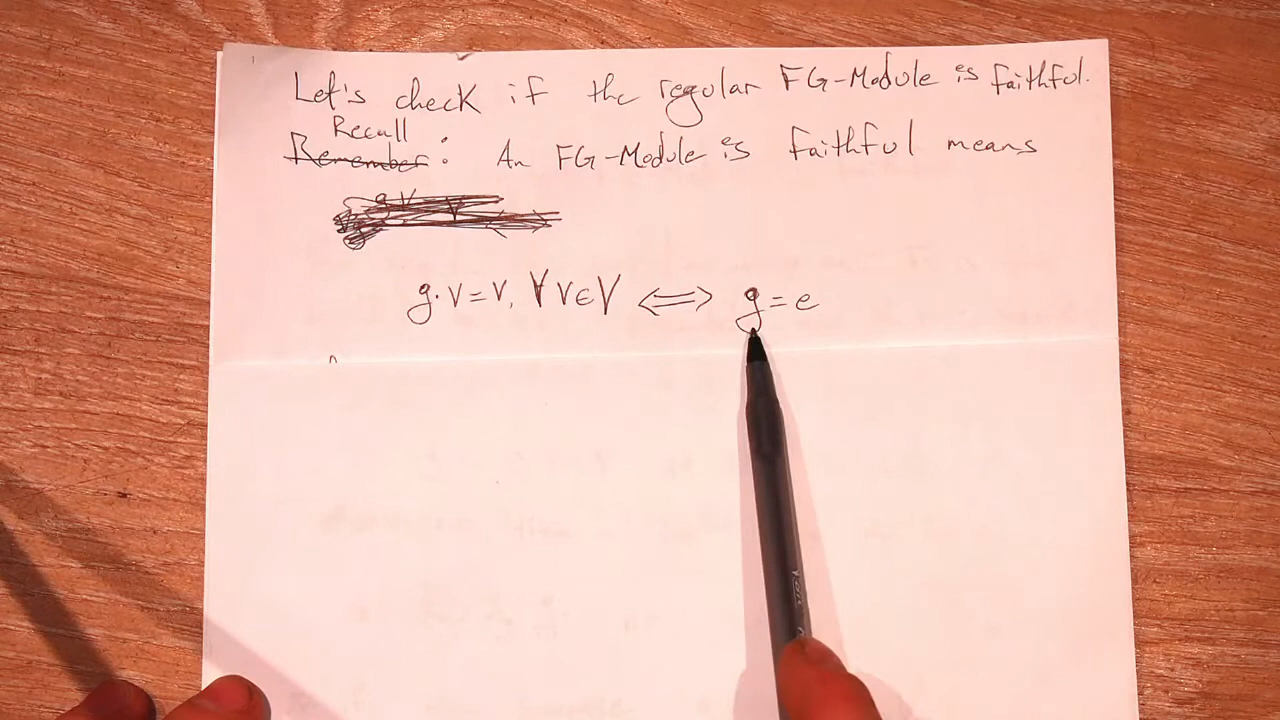 Let's check if the regular FG-Module is faithful.
Recall
Remember: An FG-Module is faithful means
g·v=v, ∀v∈V ⟺ g=e